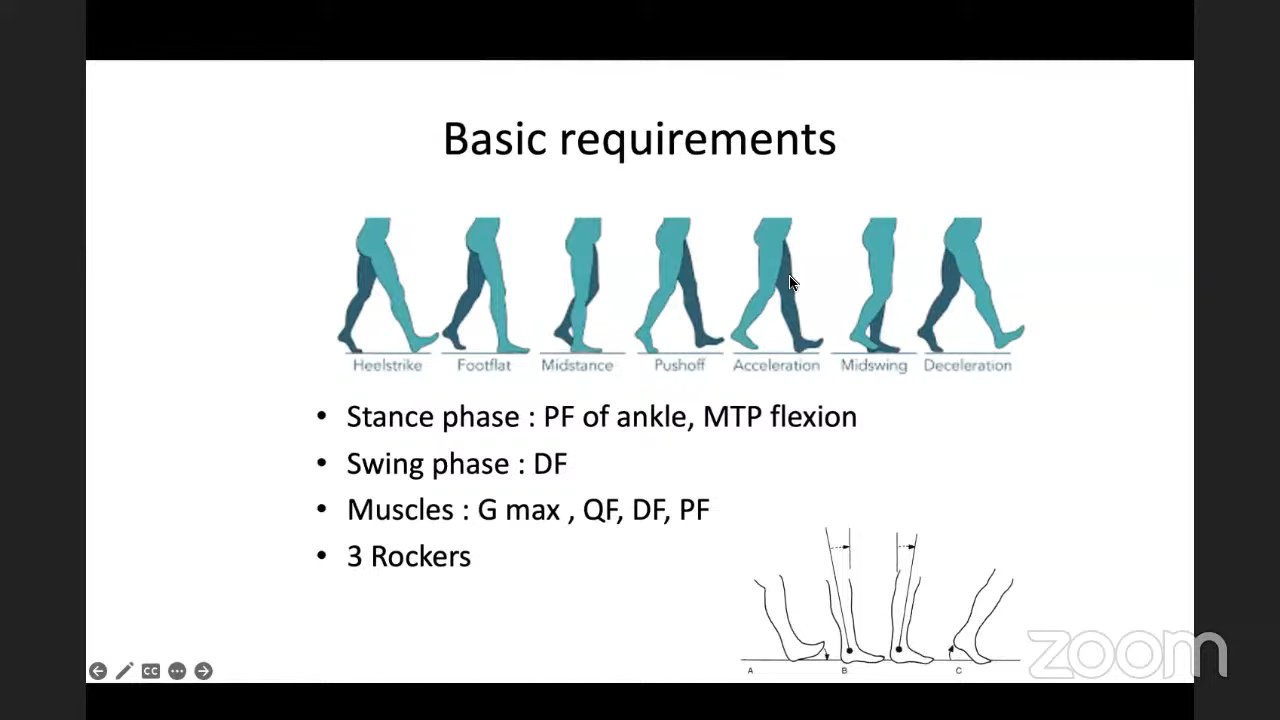 Basic requirements
Heelstrike Footflat Midstance Pushoff Acceleration Midswing Deceleration
• Stance phase : PF of ankle, MTP flexion
• Swing phase : DF
• Muscles : G max , QF, DF, PF
• 3 Rockers
A B C
zoom
CC